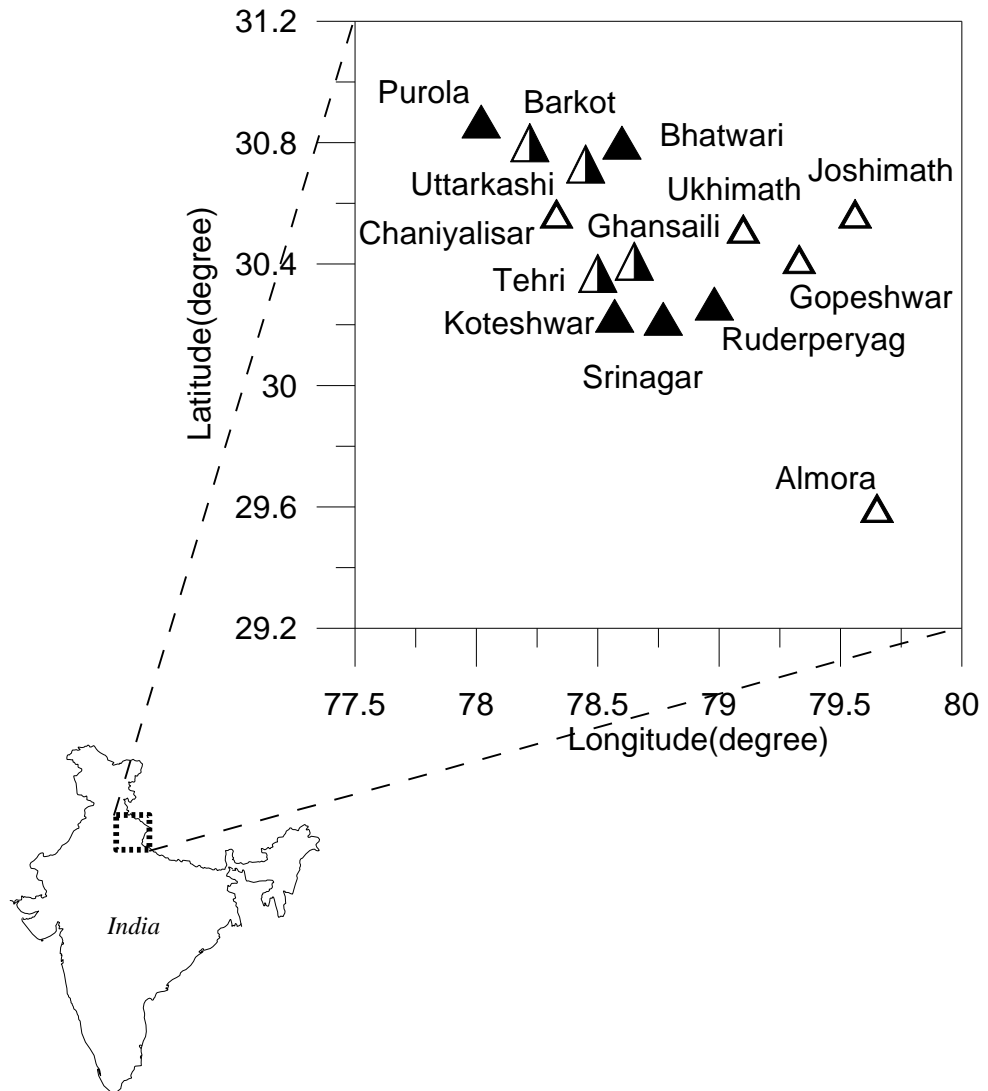 31.2
Purola
Barkot
30.8
Bhatwari
Joshimath
Uttarkashi
Ukhimath
Chaniyalisar
Ghansaili
30.4
Tehri
Gopeshwar
Koteshwar
Ruderperyag
Srinagar
30
Almora
29.6
29.2
Latitude(degree)
77.5 78 78.5 79 79.5 80
Longitude(degree)
India